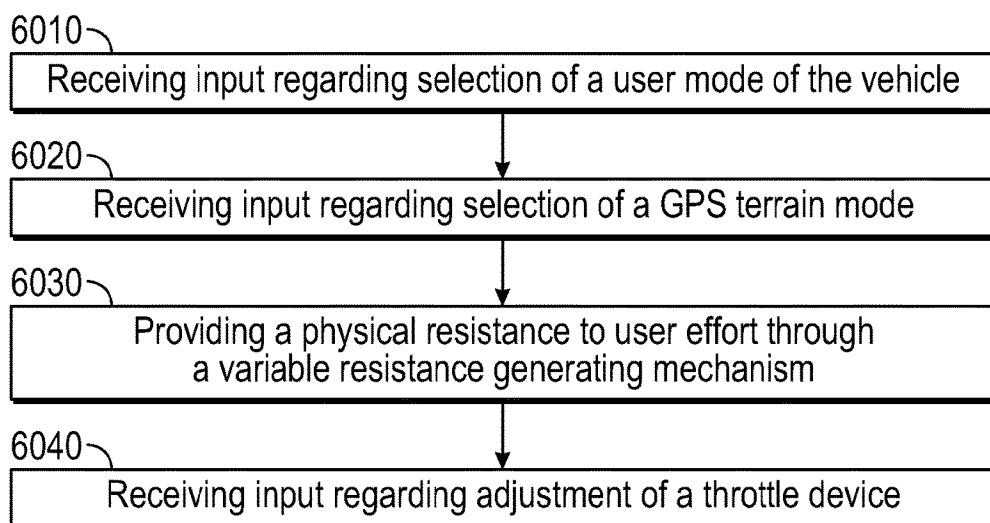 6010
Receiving input regarding selection of a user mode of the vehicle
6020
Receiving input regarding selection of a GPS terrain mode
6030
Providing a physical resistance to user effort through
a variable resistance generating mechanism
6040
Receiving input regarding adjustment of a throttle device